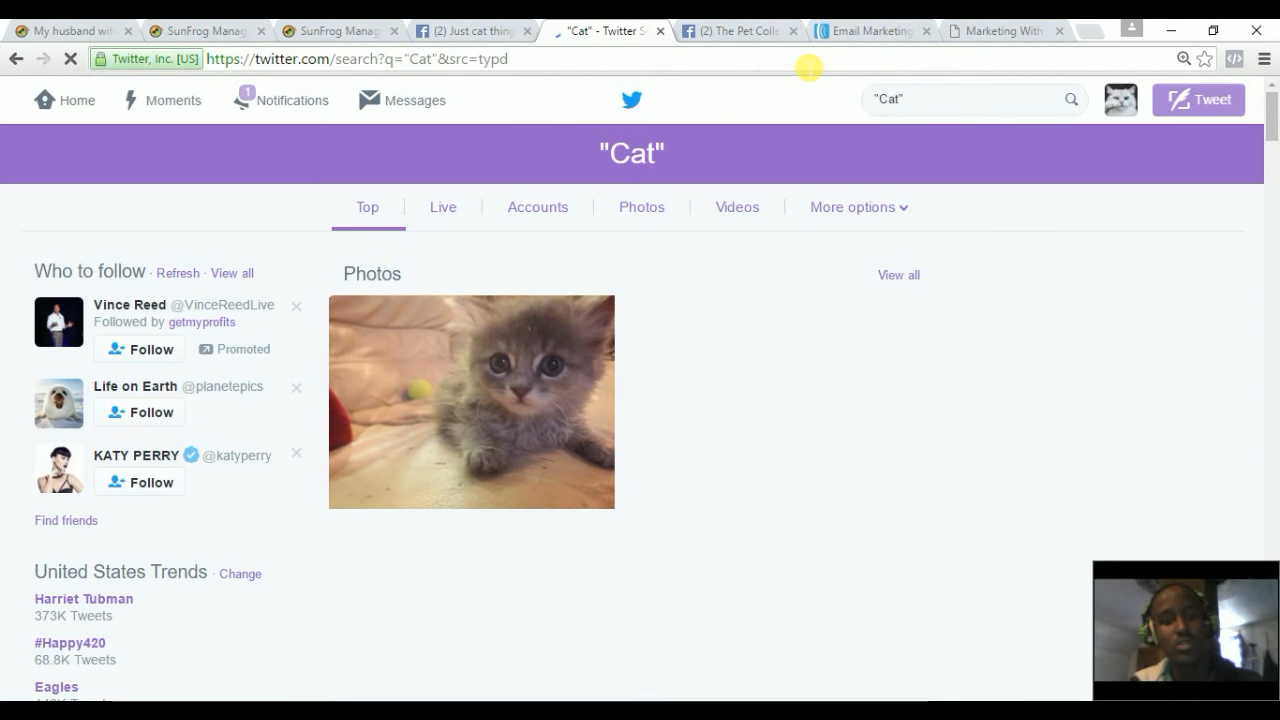 My husband wi
SunFrog Manag
SunFrog Manag
(2) Just cat thing
"Cat" - Twitter S
(2) The Pet Colle
Email Marketing
Marketing With
Twitter, Inc. [US]
https://twitter.com/search?q="Cat"&src=typd
Home
Moments
1
Notifications
Messages
"Cat"
Tweet
"Cat"
Top
Live
Accounts
Photos
Videos
More options
Who to follow · Refresh · View all
Photos
View all
Vince Reed @VinceReedLive
Followed by getmyprofits
Follow
Promoted
Life on Earth @planetepics
Follow
KATY PERRY @katyperry
Follow
Find friends
United States Trends · Change
Harriet Tubman
373K Tweets
#Happy420
68.8K Tweets
Eagles